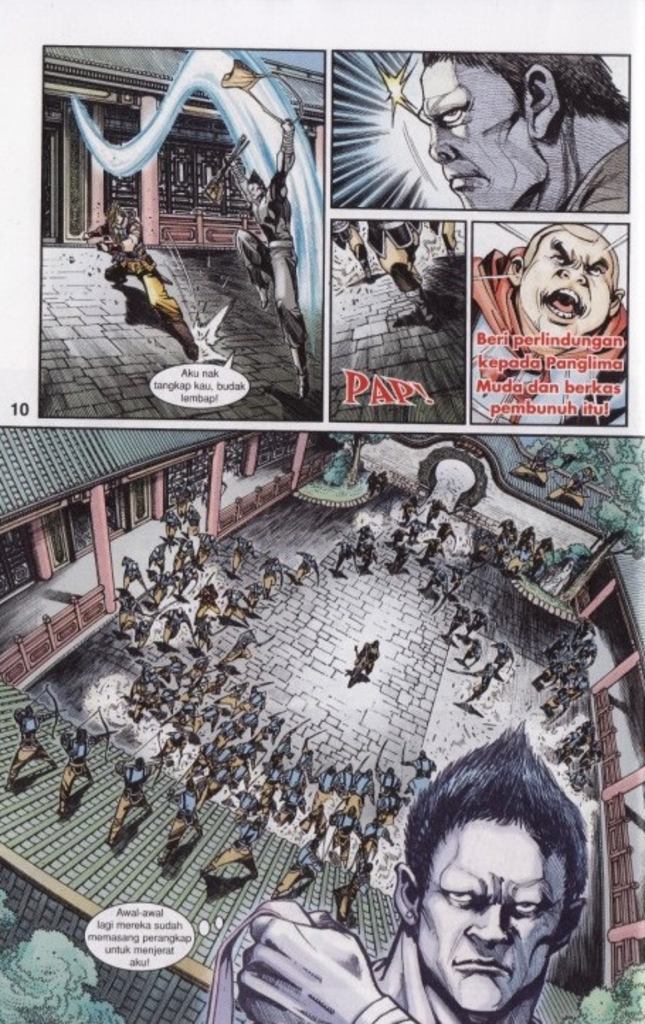 Aku nak
tangkap kau, budak
lembap!
PAP!
Beri perlindungan
kepada Panglima
Muda dan berkas
pembunuh itu!
10
Awal-awal
lagi mereka sudah
memasang perangkap
untuk menjerat
aku!